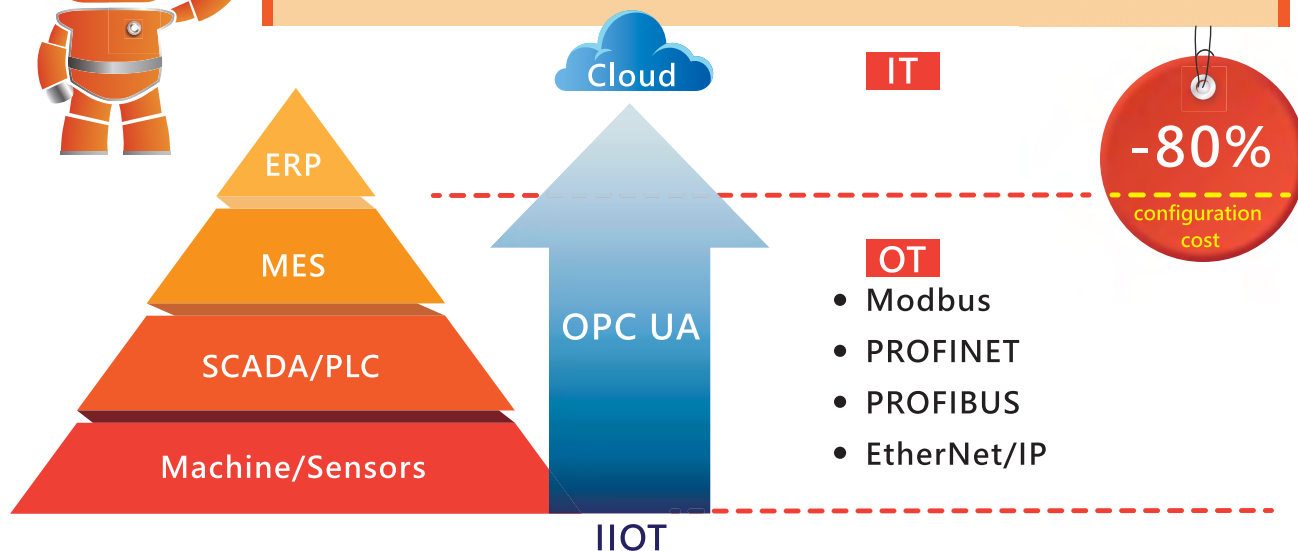 Cloud
IT
-80%
configuration
cost
ERP
MES
SCADA/PLC
Machine/Sensors
OPC UA
IIOT
OT
• Modbus
• PROFINET
• PROFIBUS
• EtherNet/IP